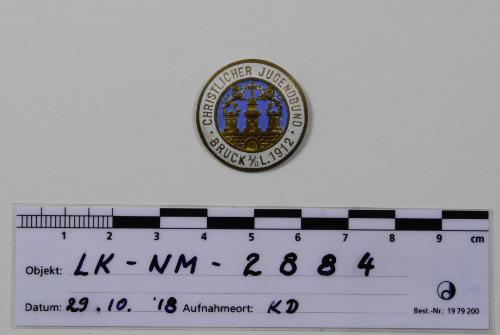 CHRISTLICHER JUGENDBUND
· BRUCK a/d L. 1912 ·
1 2 3 4 5 6 7 8 9 cm
Objekt: LK-NM-2884
Datum: 29.10.'18 Aufnahmeort: KD
Best.-Nr.: 19 79 200